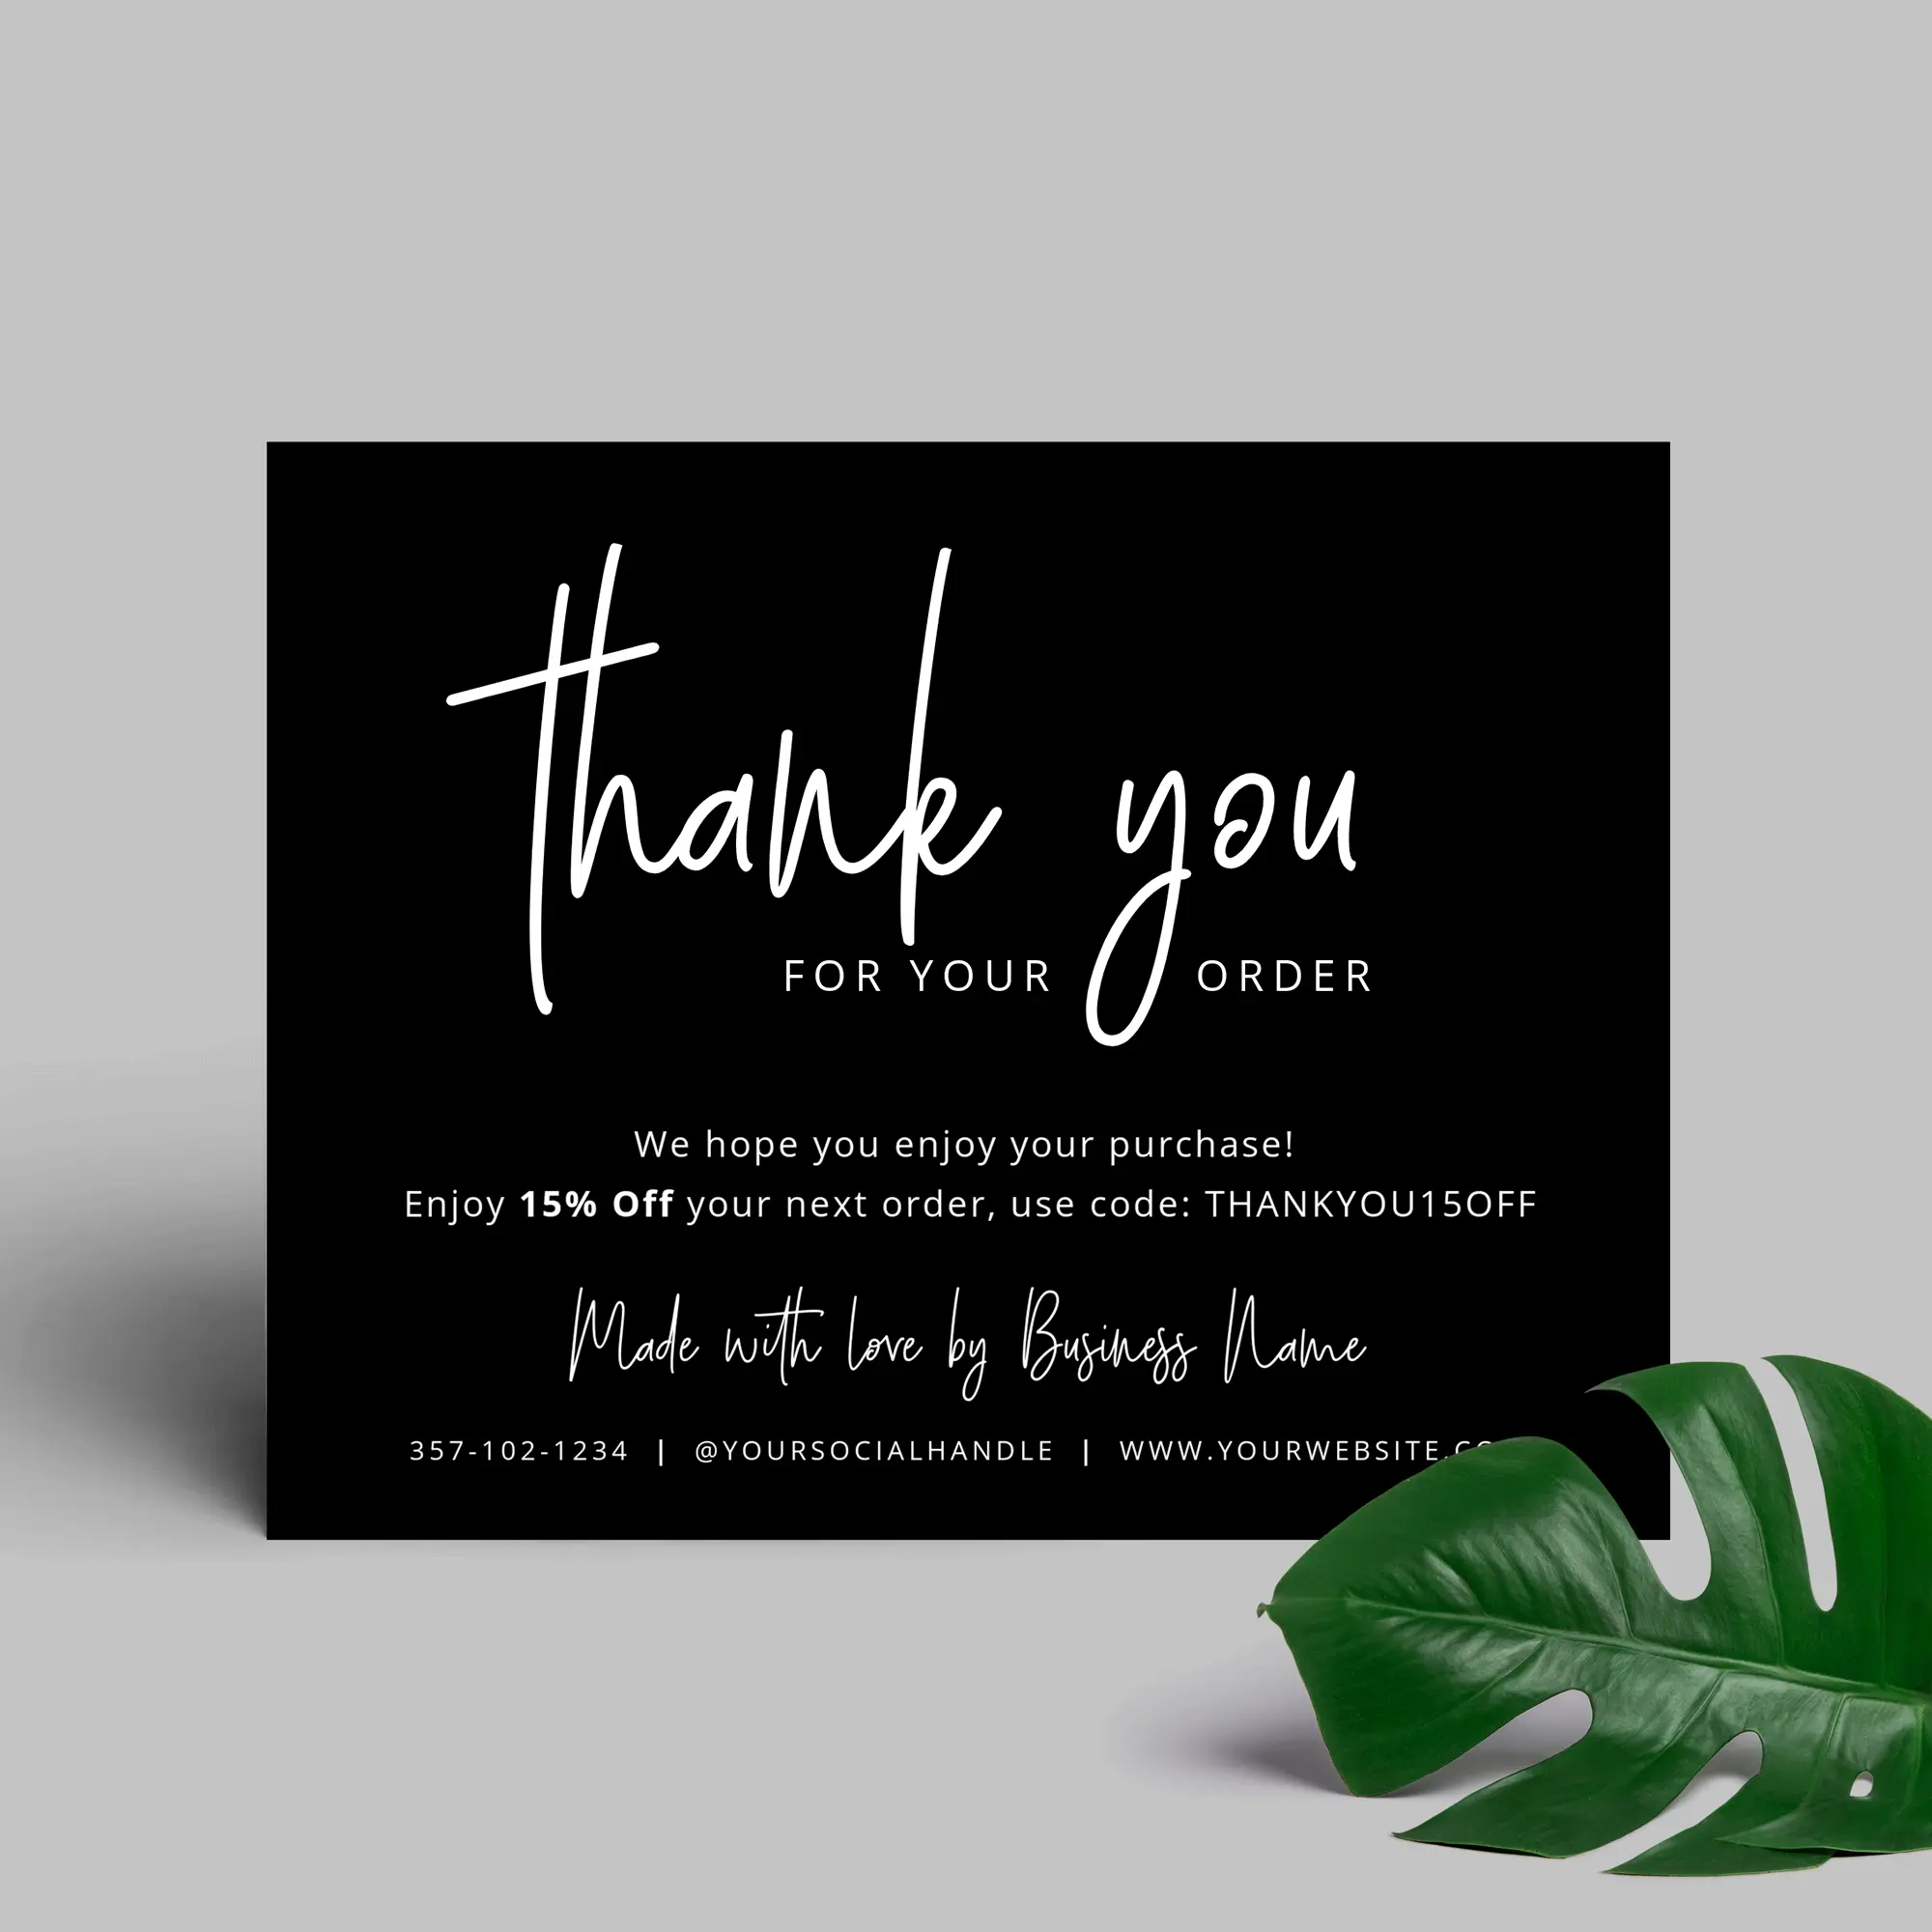 thank you
FOR YOUR ORDER
We hope you enjoy your purchase!
Enjoy 15% Off your next order, use code: THANKYOU15OFF
Made with love by Business Name
357-102-1234 | @YOURSOCIALHANDLE | WWW.YOURWEBSITE.CO